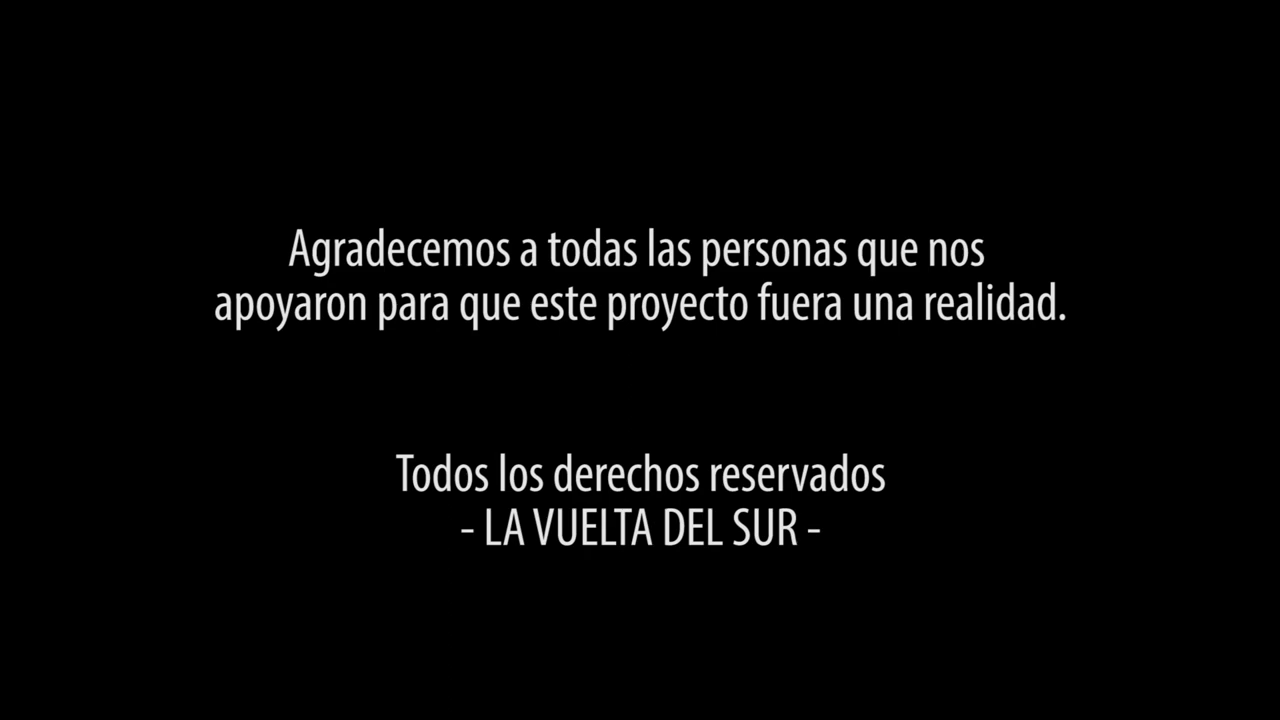 Agradecemos a todas las personas que nos
apoyaron para que este proyecto fuera una realidad.
Todos los derechos reservados
- LA VUELTA DEL SUR -